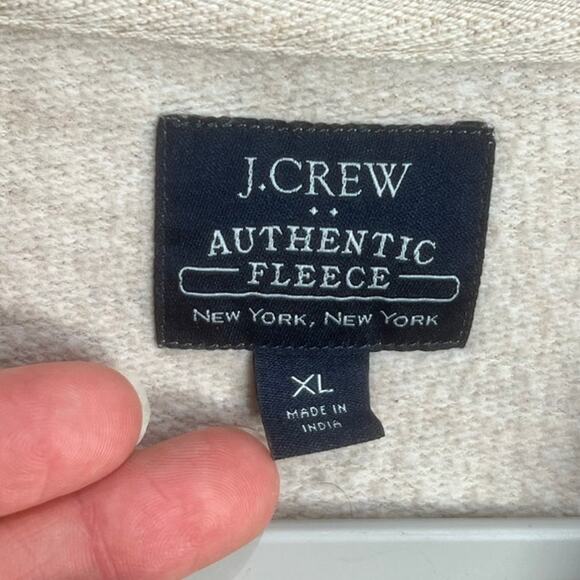 J.CREW
AUTHENTIC
FLEECE
NEW YORK, NEW YORK
XL
MADE IN
INDIA